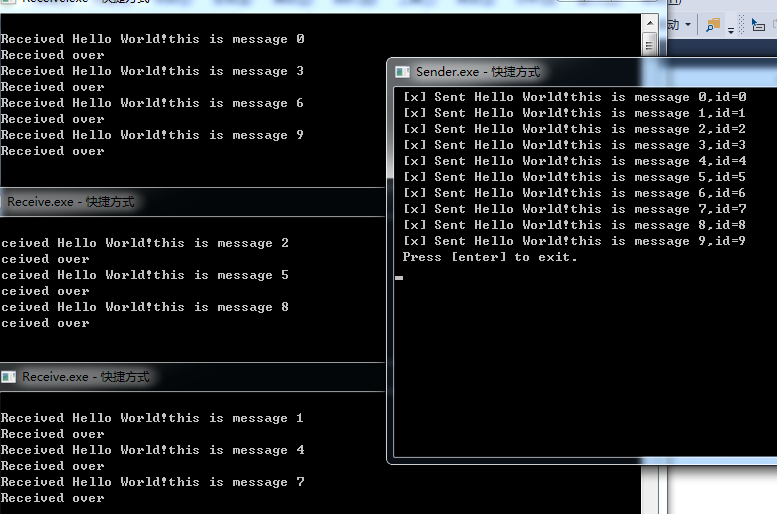 Receive.exe - 快捷方式
Received Hello World!this is message 0
Received over
Received Hello World!this is message 3
Received over
Received Hello World!this is message 6
Received over
Received Hello World!this is message 9
Received over
Receive.exe - 快捷方式
ceived Hello World!this is message 2
ceived over
ceived Hello World!this is message 5
ceived over
ceived Hello World!this is message 8
ceived over
Receive.exe - 快捷方式
Received Hello World!this is message 1
Received over
Received Hello World!this is message 4
Received over
Received Hello World!this is message 7
Received over
动
Sender.exe - 快捷方式
[x] Sent Hello World!this is message 0,id=0
[x] Sent Hello World!this is message 1,id=1
[x] Sent Hello World!this is message 2,id=2
[x] Sent Hello World!this is message 3,id=3
[x] Sent Hello World!this is message 4,id=4
[x] Sent Hello World!this is message 5,id=5
[x] Sent Hello World!this is message 6,id=6
[x] Sent Hello World!this is message 7,id=7
[x] Sent Hello World!this is message 8,id=8
[x] Sent Hello World!this is message 9,id=9
Press [enter] to exit.